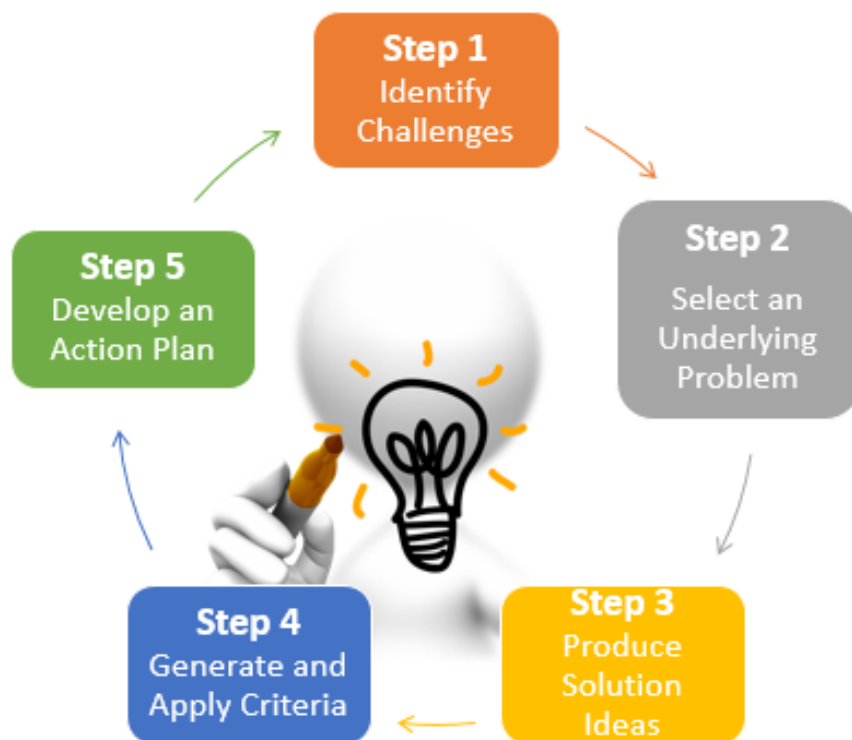 Step 1
Identify
Challenges
Step 2
Select an
Underlying
Problem
Step 3
Produce
Solution
Ideas
Step 4
Generate and
Apply Criteria
Step 5
Develop an
Action Plan